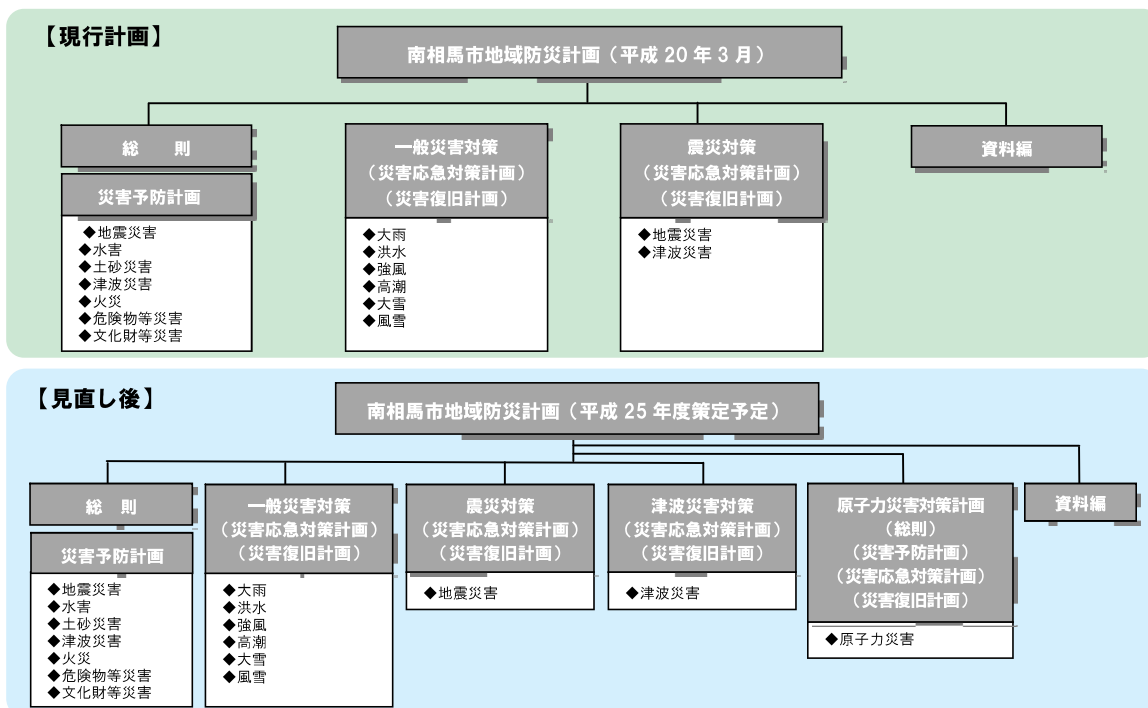 【現行計画】
南相馬市地域防災計画（平成 20 年 3 月）
総　　則
災害予防計画
◆地震災害
◆水害
◆土砂災害
◆津波災害
◆火災
◆危険物等災害
◆文化財等災害
一般災害対策
（災害応急対策計画）
（災害復旧計画）
◆大雨
◆洪水
◆強風
◆高潮
◆大雪
◆風雪
震災対策
（災害応急対策計画）
（災害復旧計画）
◆地震災害
◆津波災害
資料編
【見直し後】
南相馬市地域防災計画（平成 25 年度策定予定）
総　則
災害予防計画
◆地震災害
◆水害
◆土砂災害
◆津波災害
◆火災
◆危険物等災害
◆文化財等災害
一般災害対策
（災害応急対策計画）
（災害復旧計画）
◆大雨
◆洪水
◆強風
◆高潮
◆大雪
◆風雪
震災対策
（災害応急対策計画）
（災害復旧計画）
◆地震災害
津波災害対策
（災害応急対策計画）
（災害復旧計画）
◆津波災害
原子力災害対策計画
（総則）
（災害予防計画）
（災害応急対策計画）
（災害復旧計画）
◆原子力災害
資料編